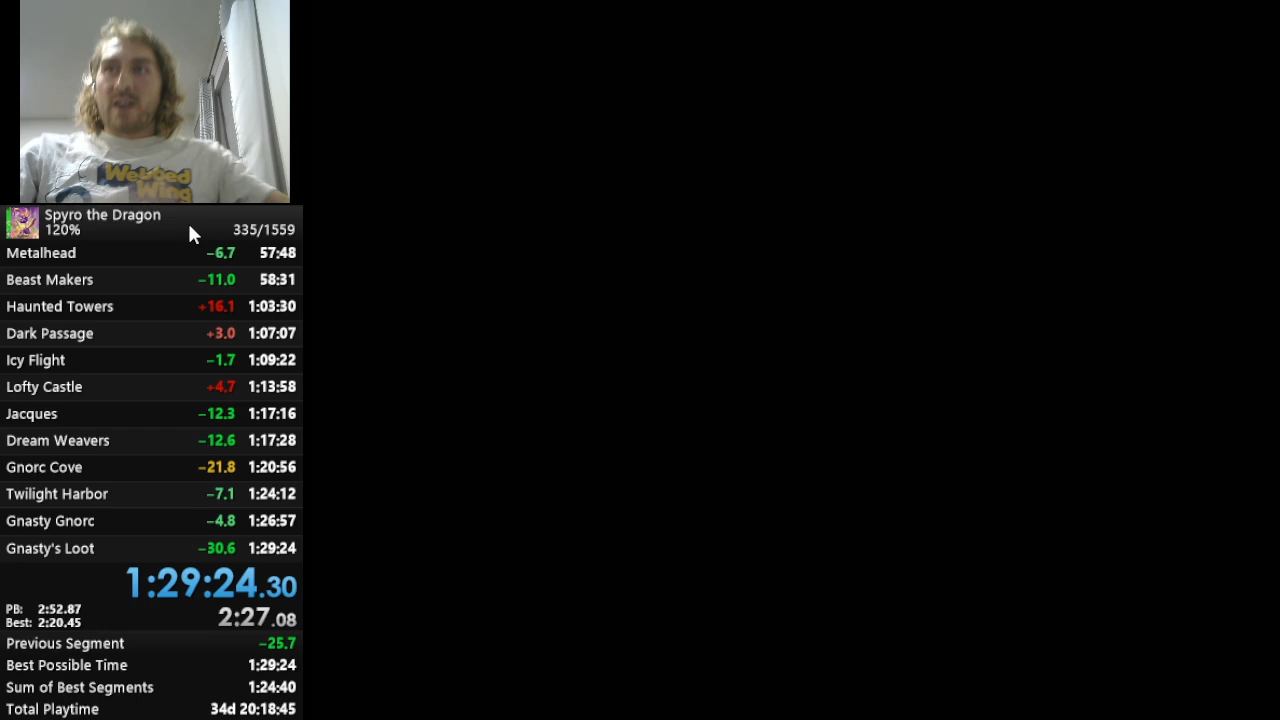 Webbed
Wing
Spyro the Dragon
120% 335/1559
Metalhead −6.7 57:48
Beast Makers −11.0 58:31
Haunted Towers +16.1 1:03:30
Dark Passage +3.0 1:07:07
Icy Flight −1.7 1:09:22
Lofty Castle +4.7 1:13:58
Jacques −12.3 1:17:16
Dream Weavers −12.6 1:17:28
Gnorc Cove −21.8 1:20:56
Twilight Harbor −7.1 1:24:12
Gnasty Gnorc −4.8 1:26:57
Gnasty's Loot −30.6 1:29:24
1:29:24.30
PB: 2:52.87
Best: 2:20.45
2:27.08
Previous Segment −25.7
Best Possible Time 1:29:24
Sum of Best Segments 1:24:40
Total Playtime 34d 20:18:45